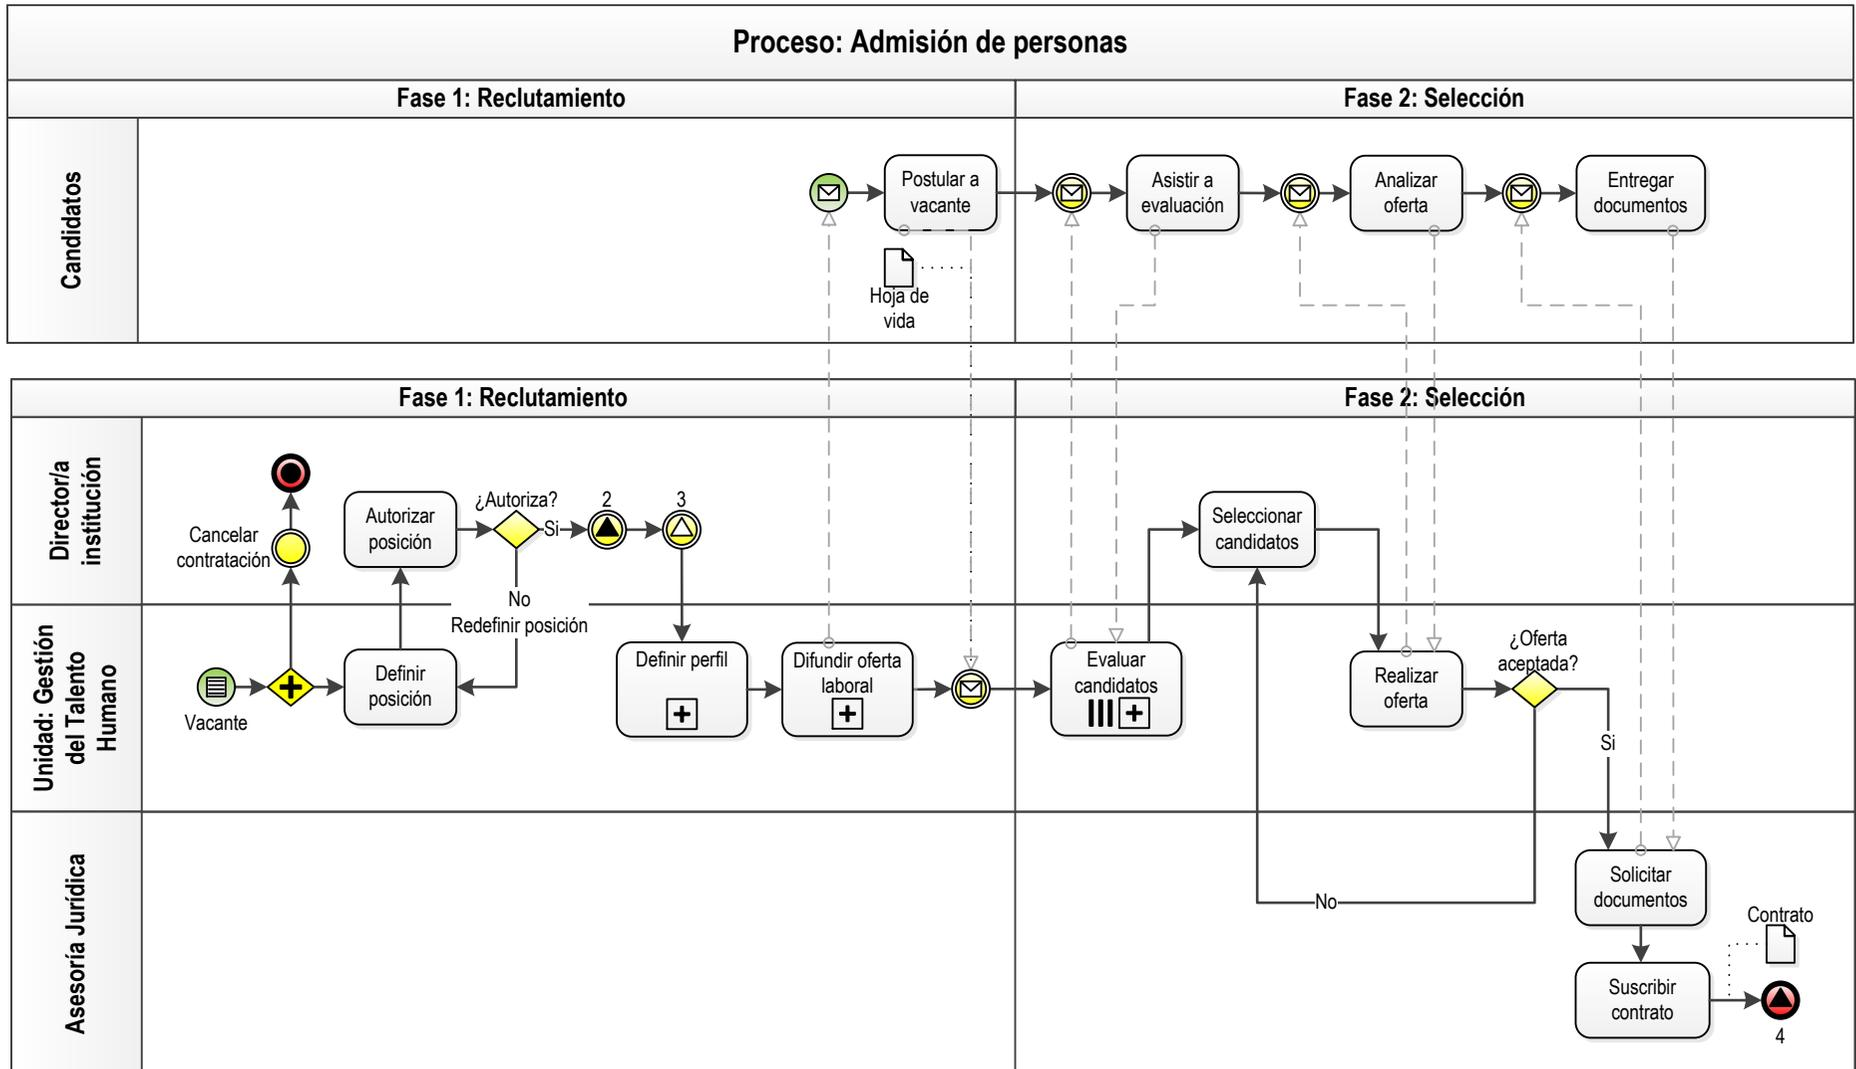 Proceso: Admisión de personas
Fase 1: Reclutamiento
Fase 2: Selección
Candidatos
Postular a
vacante
Asistir a
evaluación
Analizar
oferta
Entregar
documentos
Hoja de
vida
Fase 1: Reclutamiento
Fase 2: Selección
Director/a
institución
Cancelar
contratación
Autorizar
posición
¿Autoriza?
Si
2
3
No
Redefinir posición
Seleccionar
candidatos
Unidad: Gestión
del Talento
Humano
Vacante
Definir
posición
Definir perfil
Difundir oferta
laboral
Evaluar
candidatos
Realizar
oferta
¿Oferta
aceptada?
Si
No
Asesoría Jurídica
Solicitar
documentos
Contrato
Suscribir
contrato
4